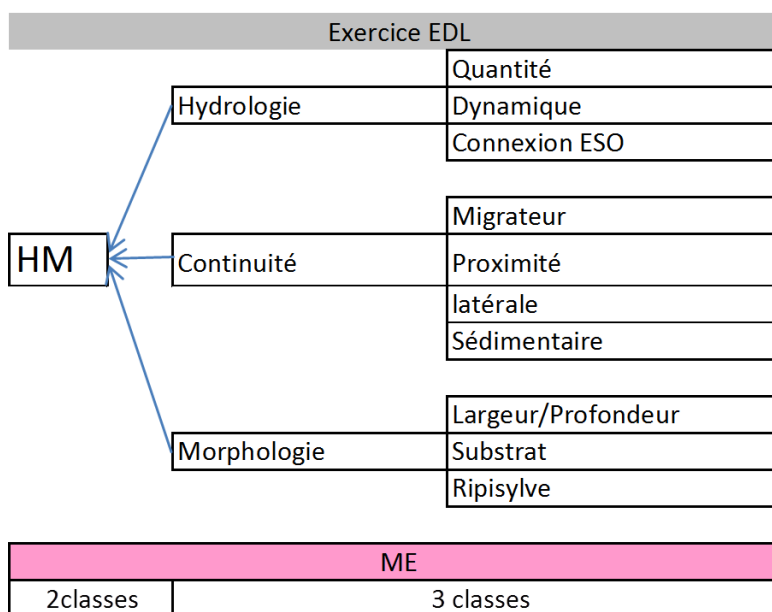 Exercice EDL
Quantité
Hydrologie
Dynamique
Connexion ESO
Migrateur
HM
Continuité
Proximité
latérale
Sédimentaire
Largeur/Profondeur
Morphologie
Substrat
Ripisylve
ME
2classes
3 classes